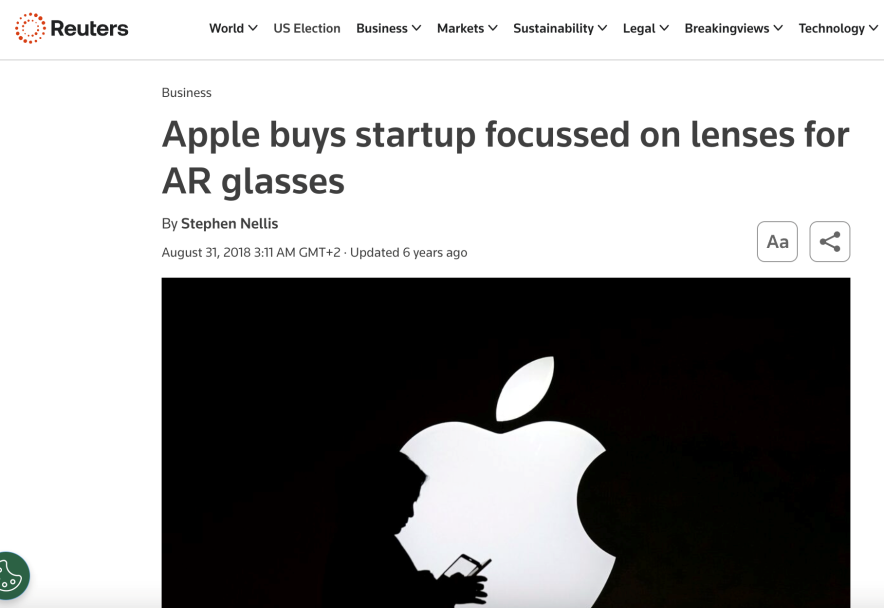 Reuters
World US Election Business Markets Sustainability Legal Breakingviews Technology
Business
Apple buys startup focussed on lenses for
AR glasses
By Stephen Nellis
August 31, 2018 3:11 AM GMT+2 · Updated 6 years ago
Aa